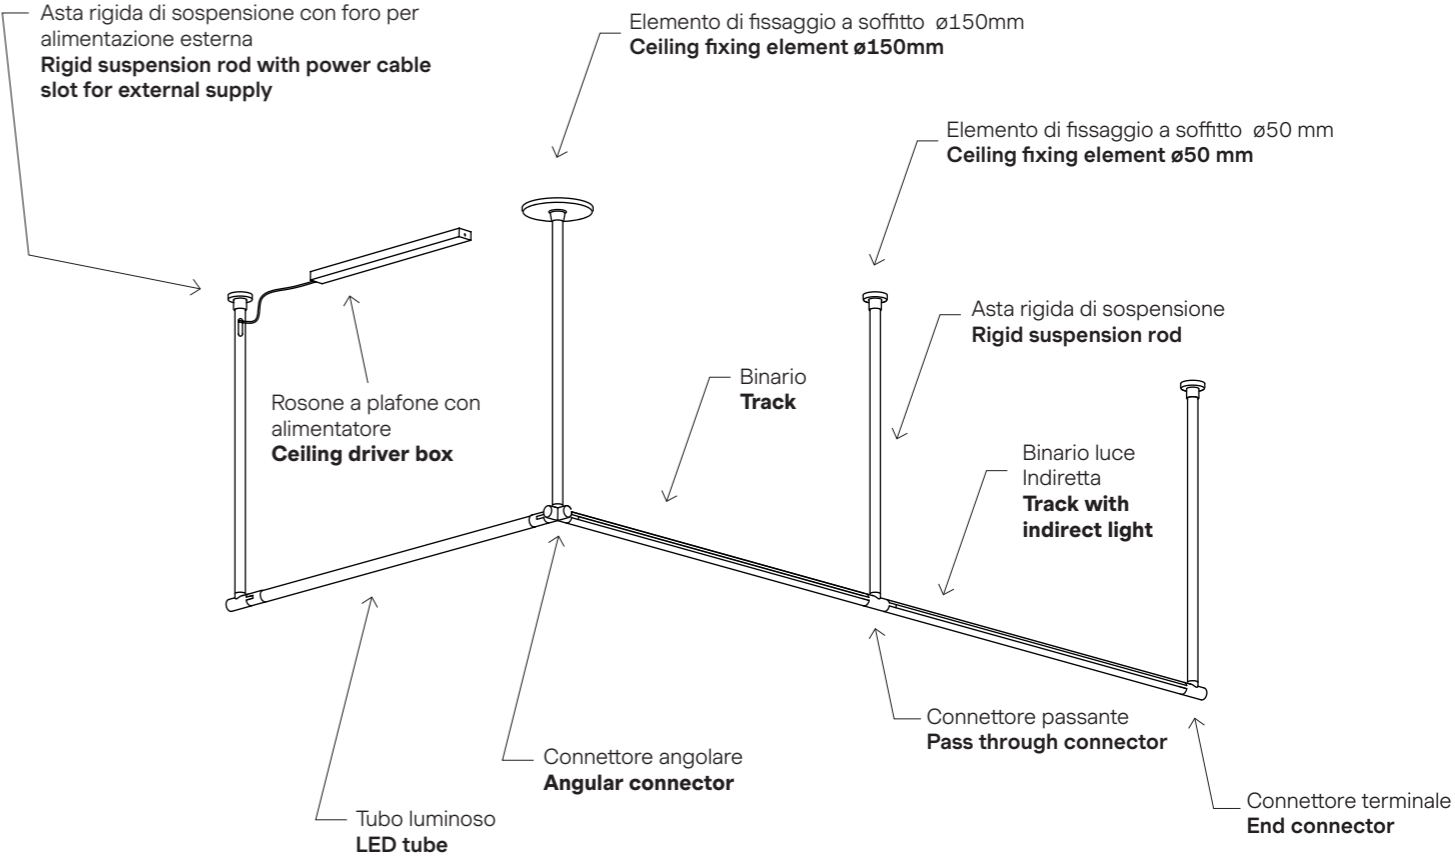 Asta rigida di sospensione con foro per
alimentazione esterna
Rigid suspension rod with power cable
slot for external supply
Elemento di fissaggio a soffitto ø150mm
Ceiling fixing element ø150mm
Elemento di fissaggio a soffitto ø50 mm
Ceiling fixing element ø50 mm
Asta rigida di sospensione
Rigid suspension rod
Binario
Track
Rosone a plafone con
alimentatore
Ceiling driver box
Binario luce
Indiretta
Track with
indirect light
Connettore passante
Pass through connector
Connettore angolare
Angular connector
Connettore terminale
End connector
Tubo luminoso
LED tube